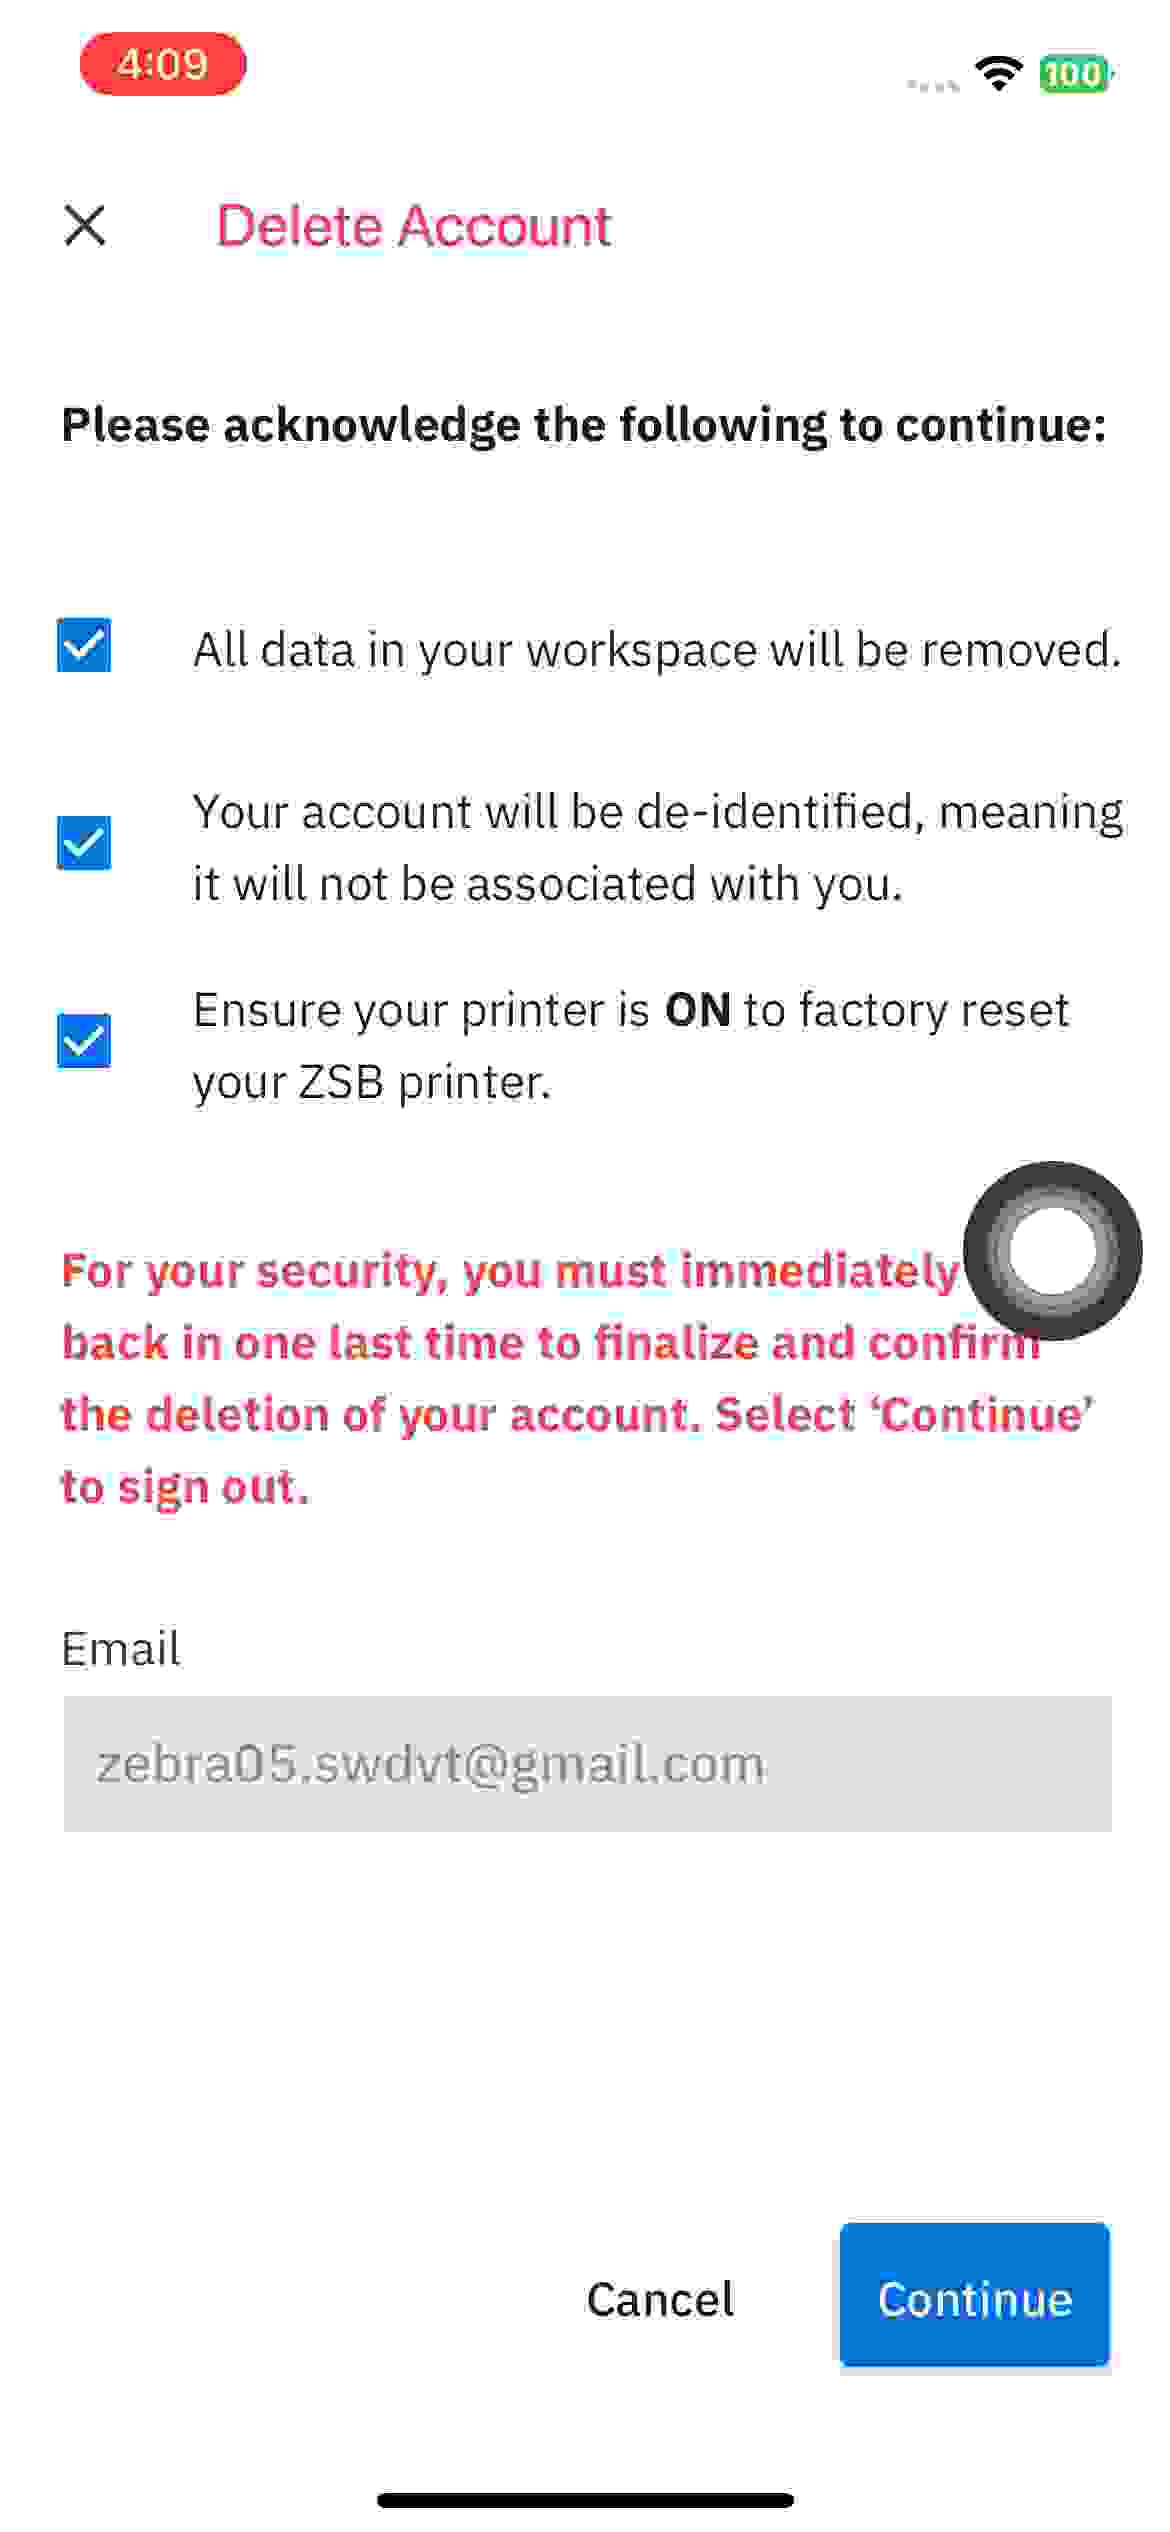 4:09
100
Delete Account
Please acknowledge the following to continue:
All data in your workspace will be removed.
Your account will be de-identified, meaning
it will not be associated with you.
Ensure your printer is ON to factory reset
your ZSB printer.
For your security, you must immediately
back in one last time to finalize and confirm
the deletion of your account. Select ‘Continue’
to sign out.
Email
zebra05.swdvt@gmail.com
Cancel
Continue